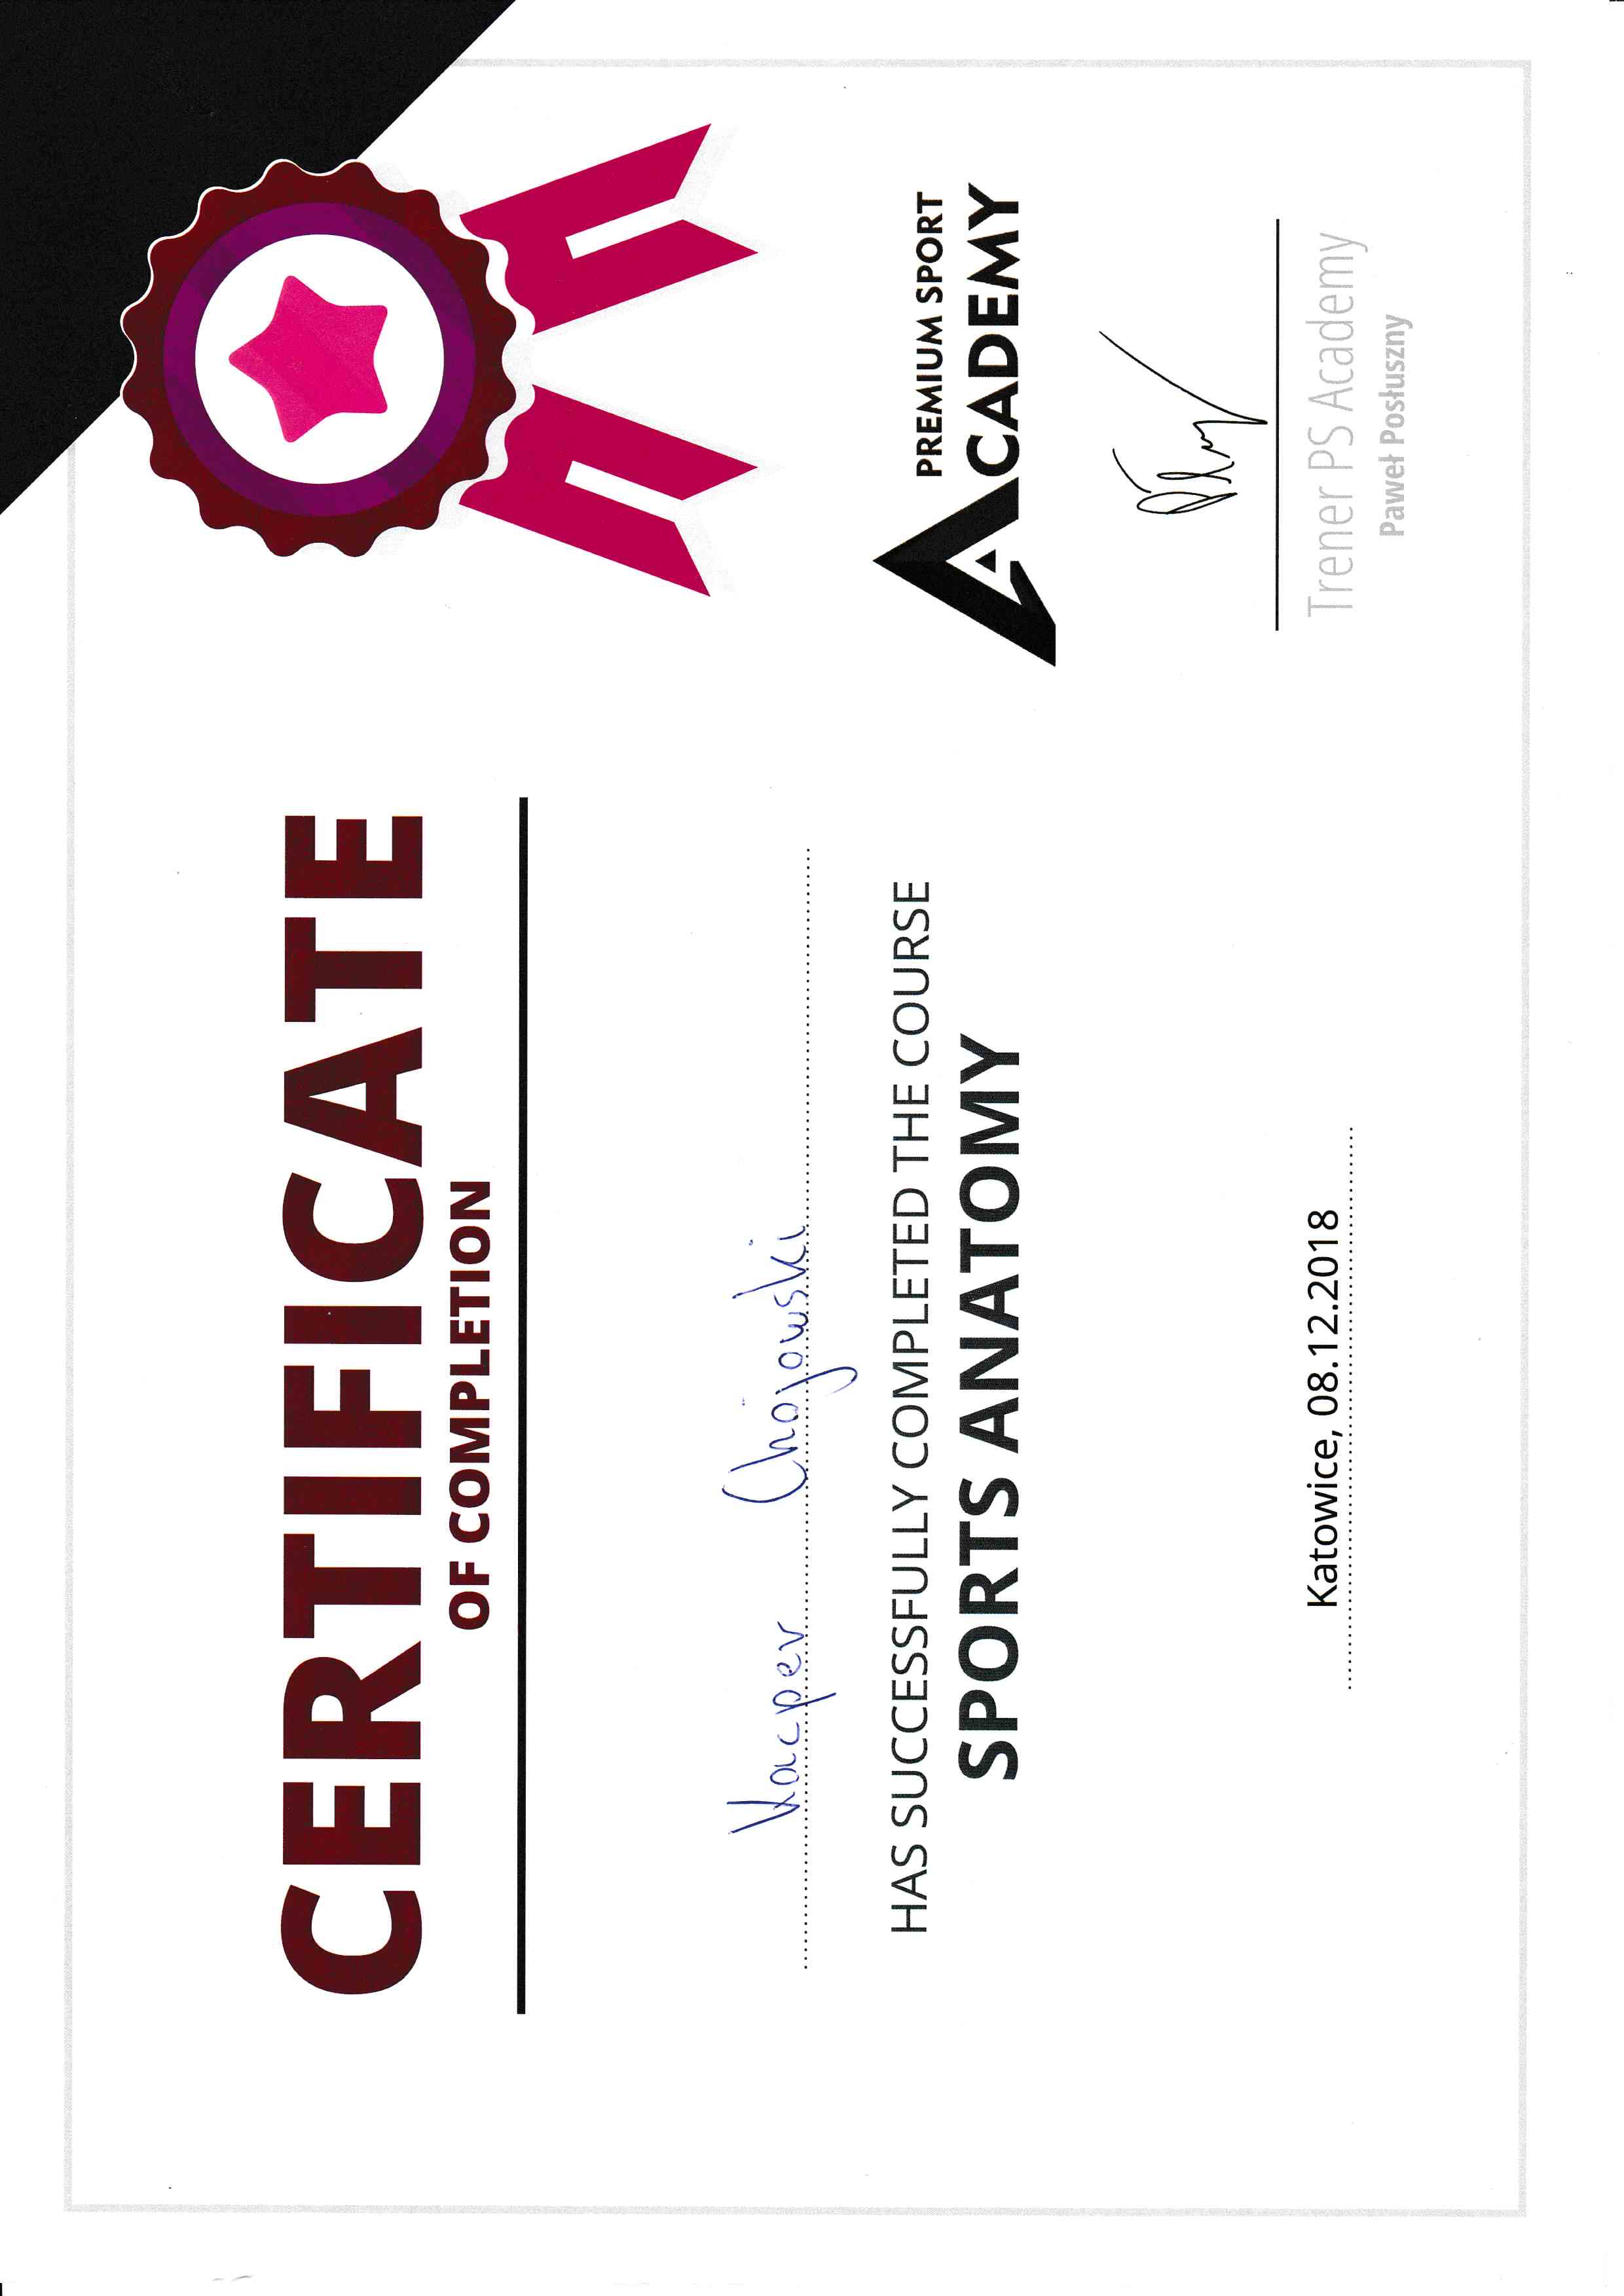 CERTIFICATE
OF COMPLETION
Kacper Chojowski
HAS SUCCESSFULLY COMPLETED THE COURSE
SPORTS ANATOMY
Katowice, 08.12.2018
PREMIUM SPORT
ACADEMY
Trener PS Academy
Paweł Posłuszny